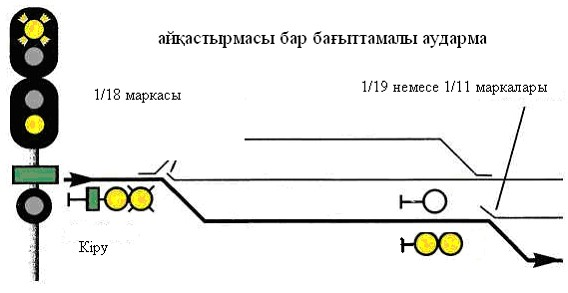 айқастырмасы бар бағыттамалы аударма
1/18 маркасы
1/19 немесе 1/11 маркалары
Кіру